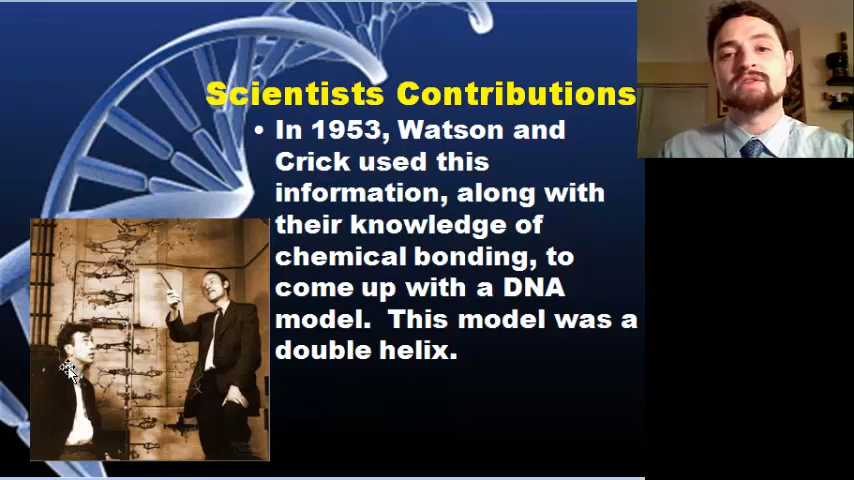 Scientists Contributions
• In 1953, Watson and
Crick used this
information, along with
their knowledge of
chemical bonding, to
come up with a DNA
model.  This model was a
double helix.